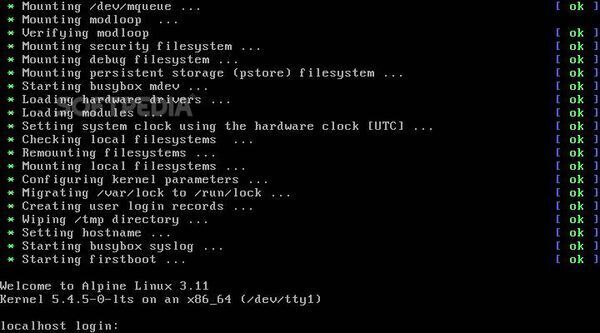 * Mounting /dev/mqueue ... [ ok ]
* Mounting modloop ... [ ok ]
* Verifying modloop [ ok ]
* Mounting security filesystem ... [ ok ]
* Mounting debug filesystem ... [ ok ]
* Mounting persistent storage (pstore) filesystem ... [ ok ]
* Starting busybox mdev ... [ ok ]
* Loading hardware drivers ... [ ok ]
SOFTPEDIA
* Loading modules ... [ ok ]
* Setting system clock using the hardware clock [UTC] ... [ ok ]
* Checking local filesystems ... [ ok ]
* Remounting filesystems ... [ ok ]
* Mounting local filesystems ... [ ok ]
* Configuring kernel parameters ... [ ok ]
* Migrating /var/lock to /run/lock ... [ ok ]
* Creating user login records ... [ ok ]
* Wiping /tmp directory ... [ ok ]
* Setting hostname ... [ ok ]
* Starting busybox syslog ... [ ok ]
* Starting firstboot ... [ ok ]
Welcome to Alpine Linux 3.11
Kernel 5.4.5-0-lts on an x86_64 (/dev/tty1)
localhost login: